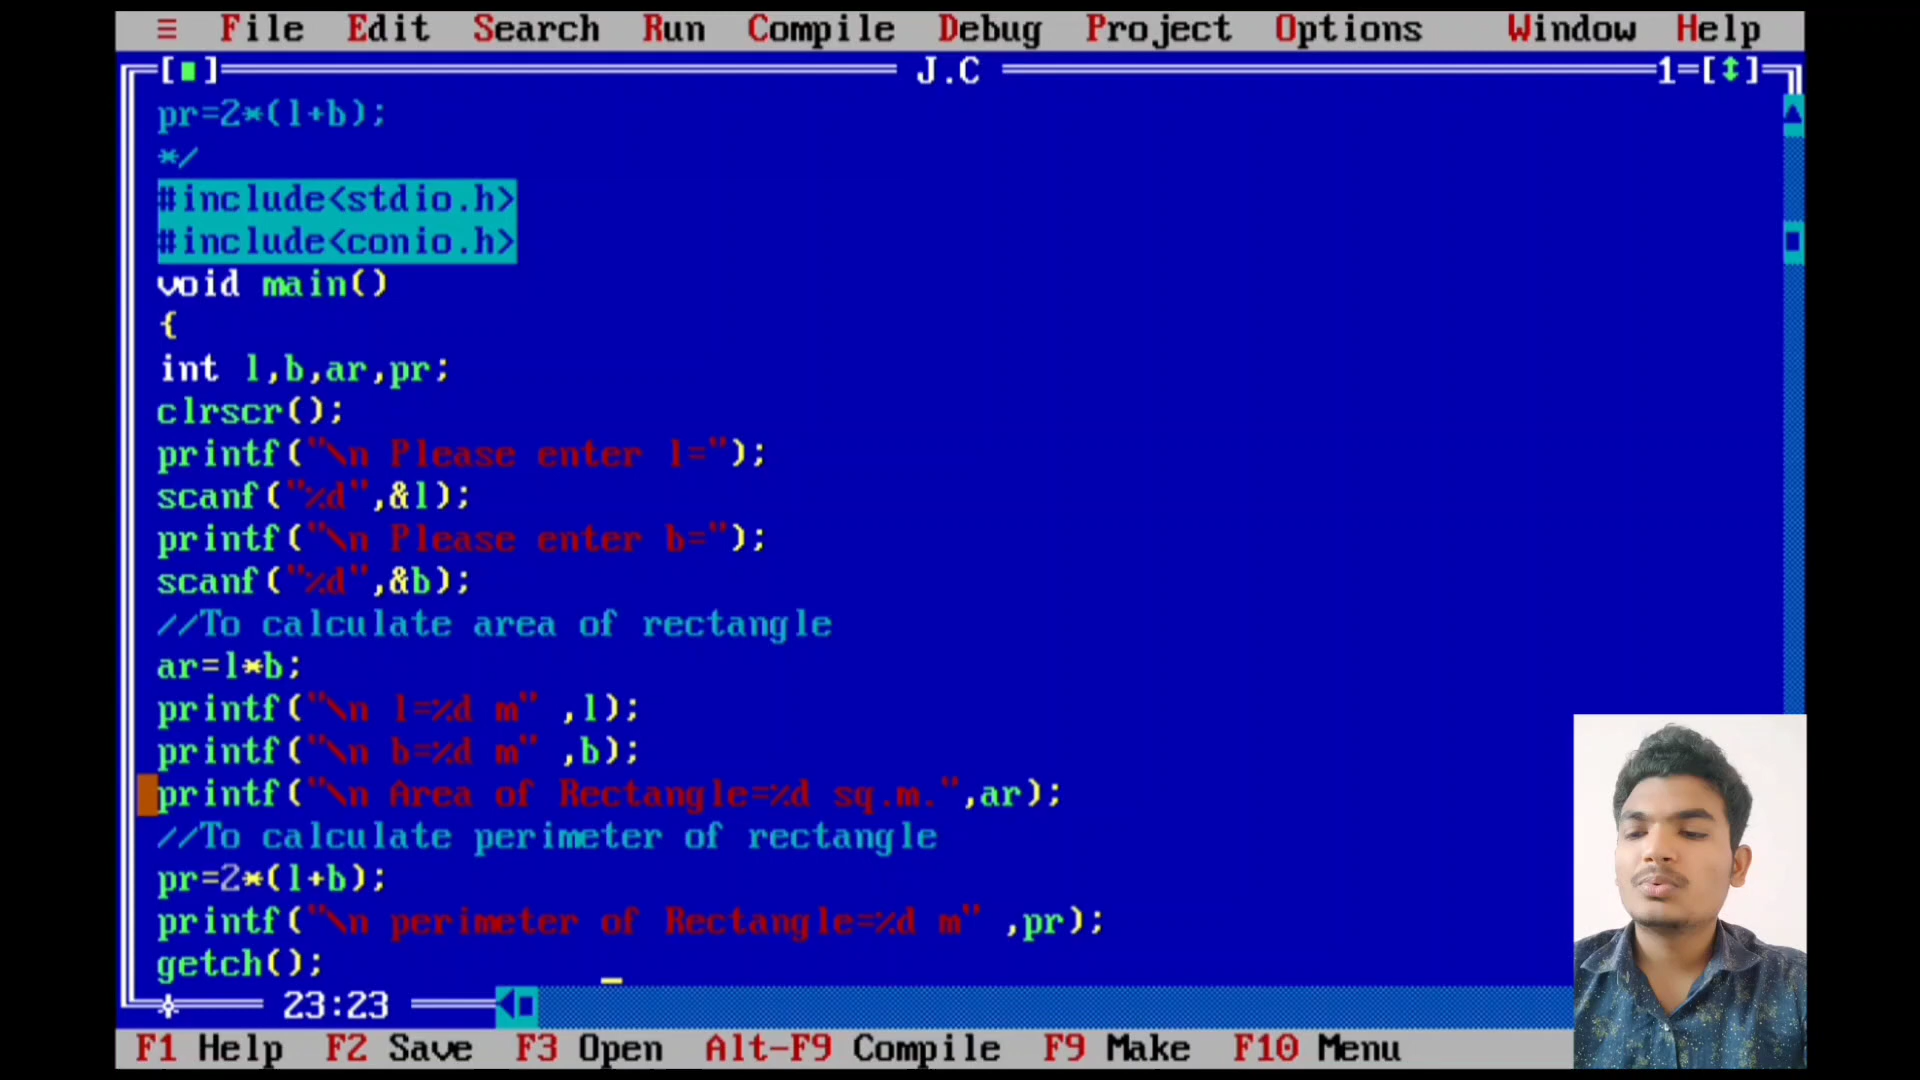 ≡ File Edit Search Run Compile Debug Project Options Window Help
[■] J.C 1=[↕]
pr=2*(l+b);
*/
#include<stdio.h>
#include<conio.h>
void main()
{
int l,b,ar,pr;
clrscr();
printf("\n Please enter l=");
scanf("%d",&l);
printf("\n Please enter b=");
scanf("%d",&b);
//To calculate area of rectangle
ar=l*b;
printf("\n l=%d m" ,l);
printf("\n b=%d m" ,b);
printf("\n Area of Rectangle=%d sq.m.",ar);
//To calculate perimeter of rectangle
pr=2*(l+b);
printf("\n perimeter of Rectangle=%d m" ,pr);
getch();
23:23
F1 Help F2 Save F3 Open Alt-F9 Compile F9 Make F10 Menu